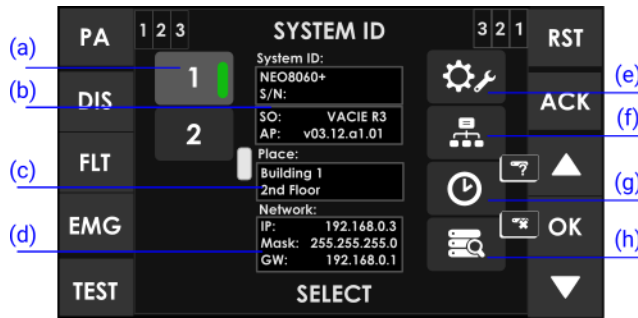 PA
1 2 3
SYSTEM ID
3 2 1
RST
(a)
1
System ID:
NEO8060+
S/N:
(e)
(b)
DIS
SO: VACIE R3
AP: v03.12.a1.01
ACK
(f)
2
(c)
FLT
Place:
Building 1
2nd Floor
?
(g)
(d)
EMG
Network:
IP: 192.168.0.3
Mask: 255.255.255.0
GW: 192.168.0.1
OK
(h)
TEST
SELECT